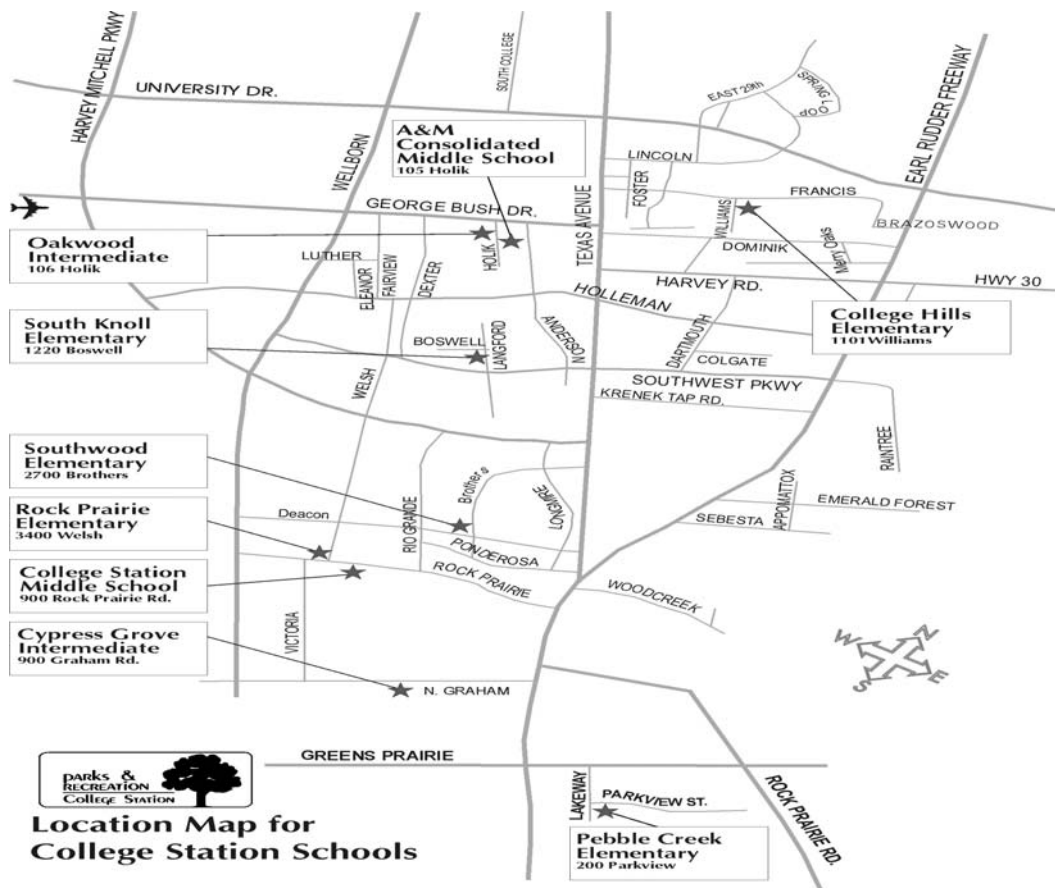 HARVEY MITCHELL PKWY
UNIVERSITY DR.
SOUTH COLLEGE
EAST 29th
SPRING LOOP
EARL RUDDER FREEWAY
WELLBORN
A&M
Consolidated
Middle School
105 Holik
LINCOLN
FOSTER
TEXAS AVENUE
FRANCIS
WILLIAMS
BRAZOSWOOD
GEORGE BUSH DR.
DOMINIK
Merry Oaks
Oakwood
Intermediate
106 Holik
LUTHER
ELEANOR
FAIRVIEW
DEXTER
HOLIK
HARVEY RD.
HWY 30
HOLLEMAN
College Hills
Elementary
1101 Williams
South Knoll
Elementary
1220 Boswell
BOSWELL
LANGFORD
ANDERSON
DARTMOUTH
COLGATE
WELSH
SOUTHWEST PKWY
KRENEK TAP RD.
RAINTREE
Southwood
Elementary
2700 Brothers
Brothers
LONGMIRE
RIO GRANDE
APPOMATTOX
EMERALD FOREST
SEBESTA
Rock Prairie
Elementary
3400 Welsh
Deacon
PONDEROSA
ROCK PRAIRIE
WOODCREEK
College Station
Middle School
900 Rock Prairie Rd.
VICTORIA
Cypress Grove
Intermediate
900 Graham Rd.
N. GRAHAM
W
N
S
E
GREENS PRAIRIE
LAKEWAY
PARKVIEW ST.
ROCK PRAIRIE RD.
Pebble Creek
Elementary
200 Parkview
PARKS &
RECREATION
College Station
Location Map for
College Station Schools